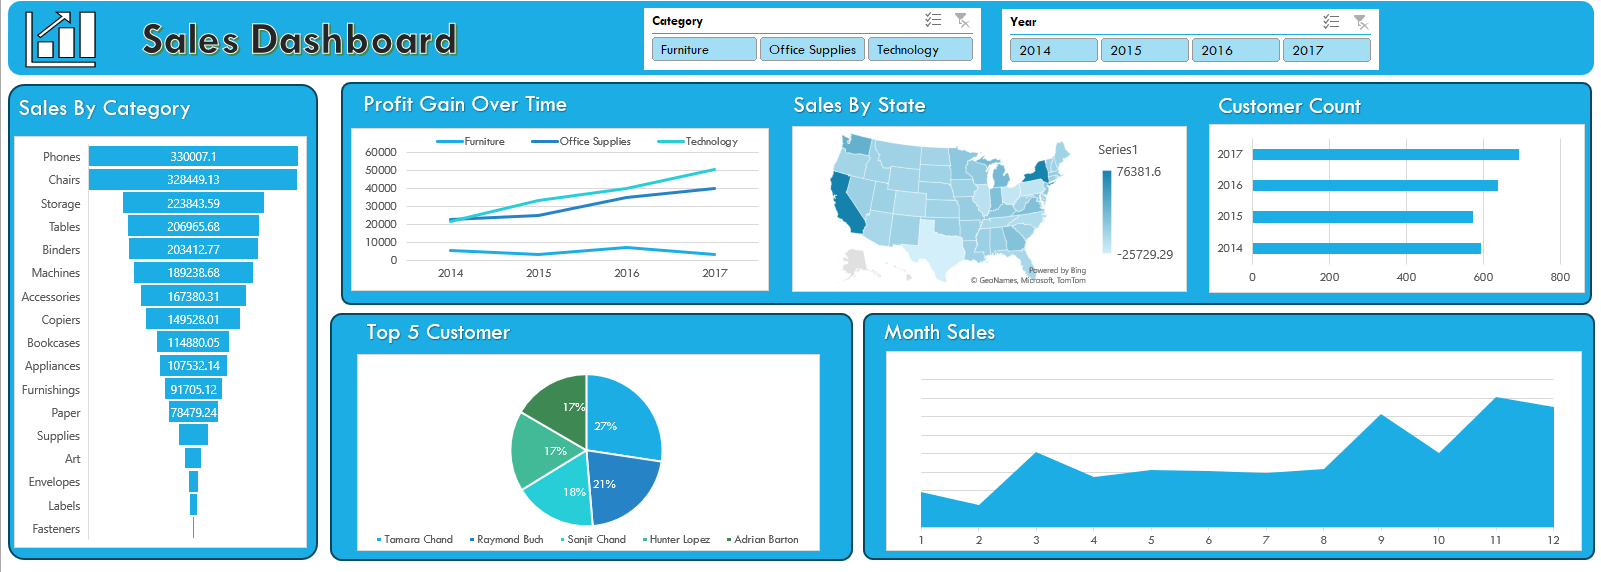 Sales Dashboard
Category
Furniture
Office Supplies
Technology
Year
2014
2015
2016
2017
Sales By Category
Phones 330007.1
Chairs 328449.13
Storage 223843.59
Tables 206965.68
Binders 203412.77
Machines 189238.68
Accessories 167380.31
Copiers 149528.01
Bookcases 114880.05
Appliances 107532.14
Furnishings 91705.12
Paper 78479.24
Supplies
Art
Envelopes
Labels
Fasteners
Profit Gain Over Time
Furniture Office Supplies Technology
60000
50000
40000
30000
20000
10000
0
2014 2015 2016 2017
Sales By State
Series1
76381.6
-25729.29
Powered by Bing
© GeoNames, Microsoft, TomTom
Customer Count
2017
2016
2015
2014
0 200 400 600 800
Top 5 Customer
17% 27%
17%
18% 21%
Tamara Chand Raymond Buch Sanjit Chand Hunter Lopez Adrian Barton
Month Sales
1 2 3 4 5 6 7 8 9 10 11 12